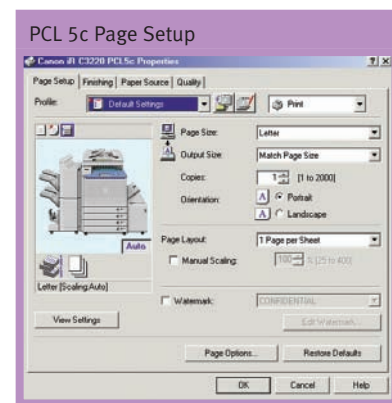 PCL 5c Page Setup
Canon iR C3220 PCL5c Properties
Page Setup Finishing Paper Source Quality
Profile: Default Settings Print
Page Size: Letter
Output Size: Match Page Size
Copies: 1 [1 to 2000]
Orientation: A Portrait
A Landscape
Auto
Page Layout: 1 Page per Sheet
Manual Scaling: 100 % [25 to 400]
Letter [Scaling:Auto]
Watermark: CONFIDENTIAL
View Settings
Edit Watermark...
Page Options... Restore Defaults
OK Cancel Help